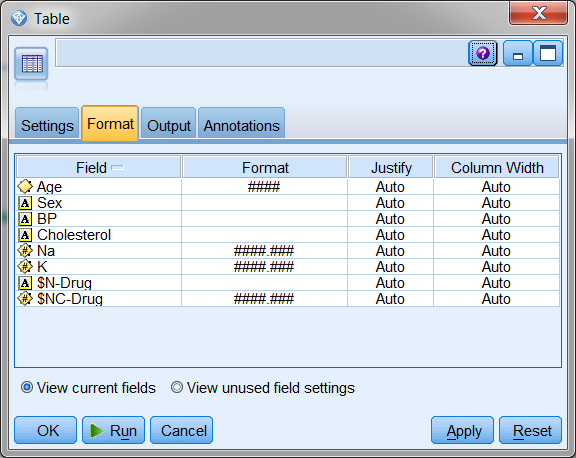 Table
Settings Format Output Annotations
Field Format Justify Column Width
Age #### Auto Auto
A Sex Auto Auto
A BP Auto Auto
A Cholesterol Auto Auto
# Na ####.### Auto Auto
# K ####.### Auto Auto
A $N-Drug Auto Auto
# $NC-Drug ####.### Auto Auto
View current fields View unused field settings
OK Run Cancel Apply Reset